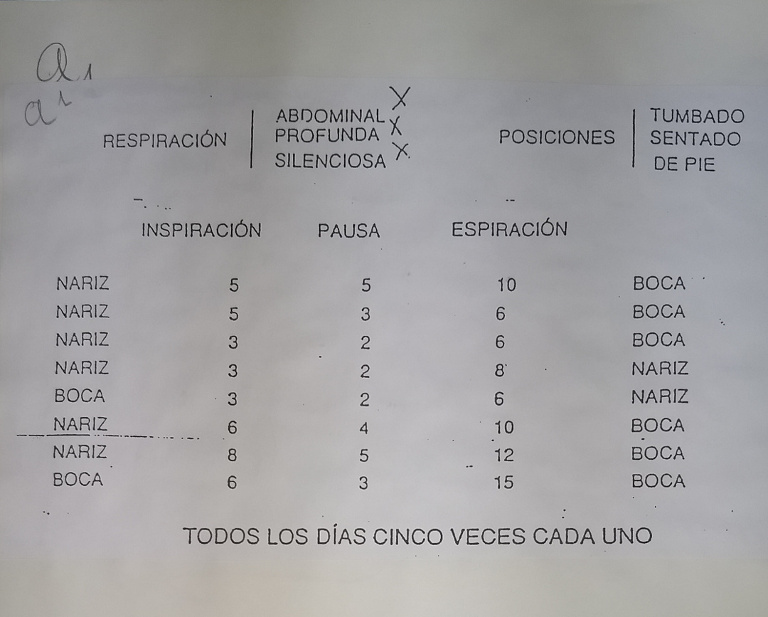 a 1
a 1
ABDOMINAL X
TUMBADO
RESPIRACIÓN PROFUNDA X POSICIONES SENTADO
SILENCIOSA X DE PIE
INSPIRACIÓN PAUSA ESPIRACIÓN
NARIZ 5 5 10 BOCA
NARIZ 5 3 6 BOCA
NARIZ 3 2 6 BOCA
NARIZ 3 2 8 NARIZ
BOCA 3 2 6 NARIZ
NARIZ 6 4 10 BOCA
NARIZ 8 5 12 BOCA
BOCA 6 3 15 BOCA
TODOS LOS DÍAS CINCO VECES CADA UNO